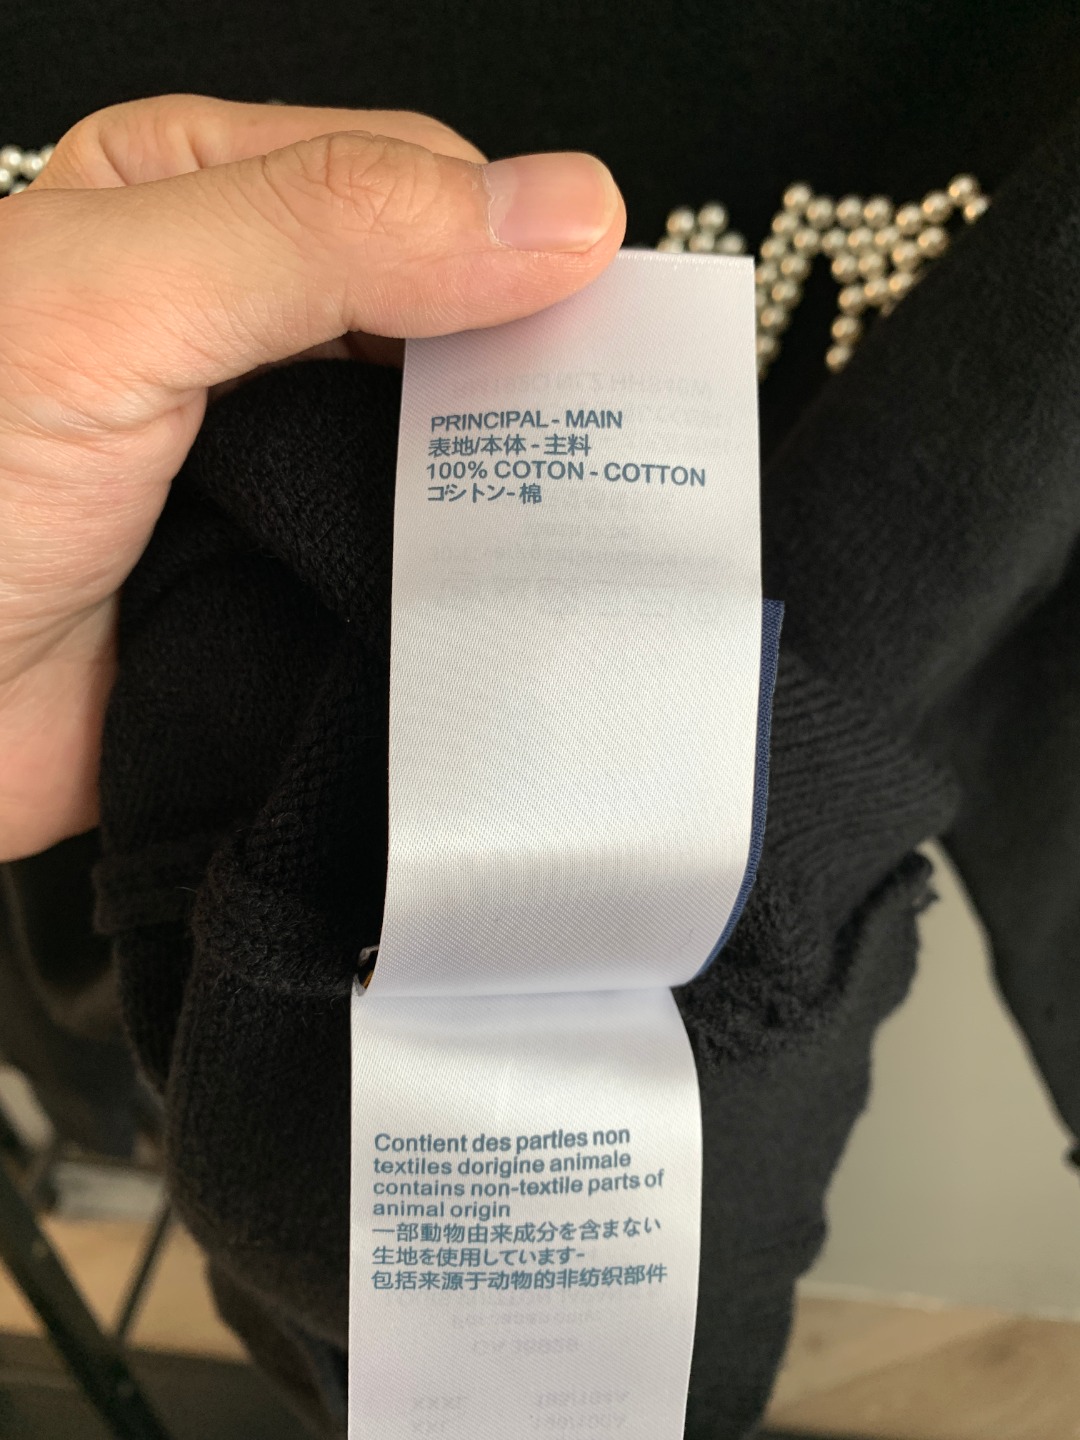 PRINCIPAL - MAIN
表地/本体 - 主料
100% COTON - COTTON
コットン- 棉
Contient des parties non
textiles dorigine animale
contains non-textile parts of
animal origin
一部動物由来成分を含まない
生地を使用しています-
包括来源于动物的非纺织部件